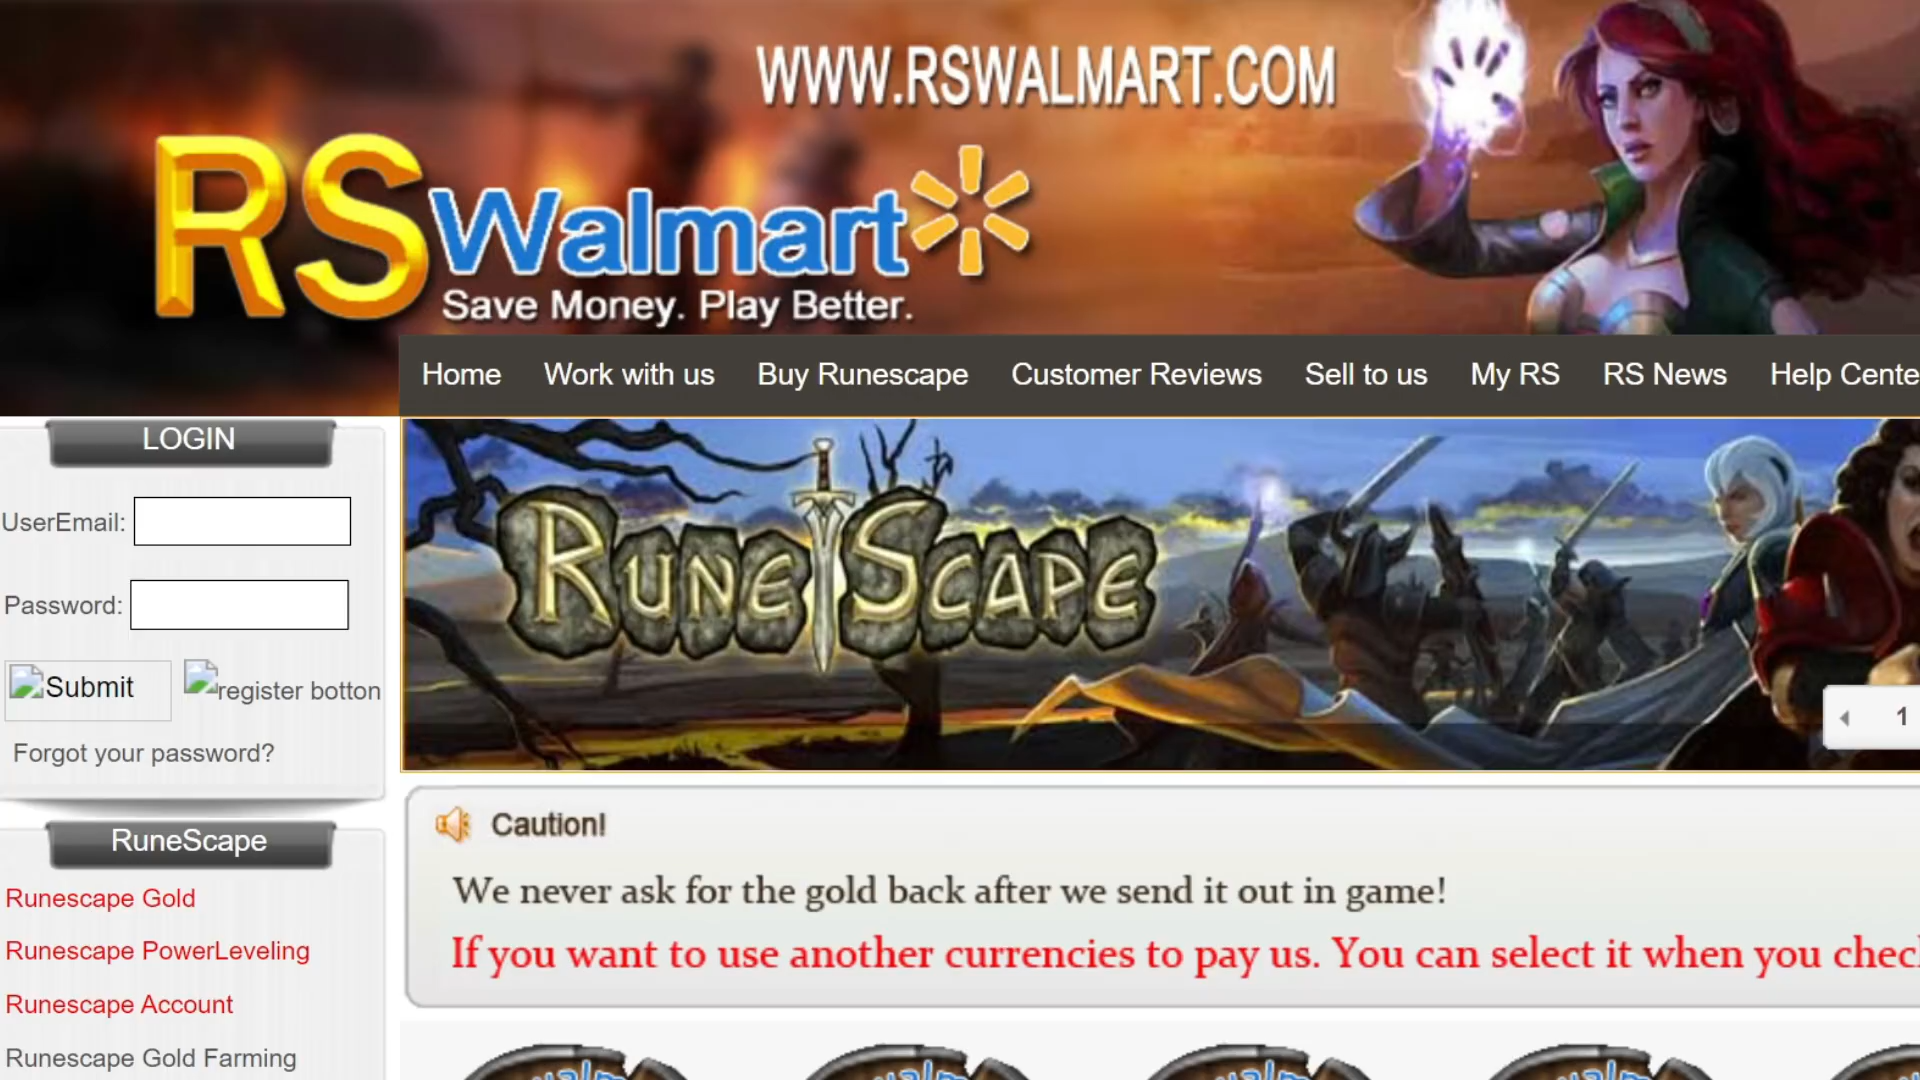 WWW.RSWALMART.COM
RS Walmart
Save Money. Play Better.
Home Work with us Buy Runescape Customer Reviews Sell to us My RS RS News Help Cente
LOGIN
UserEmail:
Password:
Submit register botton
Forgot your password?
RUNESCAPE
1
Caution!
We never ask for the gold back after we send it out in game!
If you want to use another currencies to pay us. You can select it when you chec
RuneScape
Runescape Gold
Runescape PowerLeveling
Runescape Account
Runescape Gold Farming